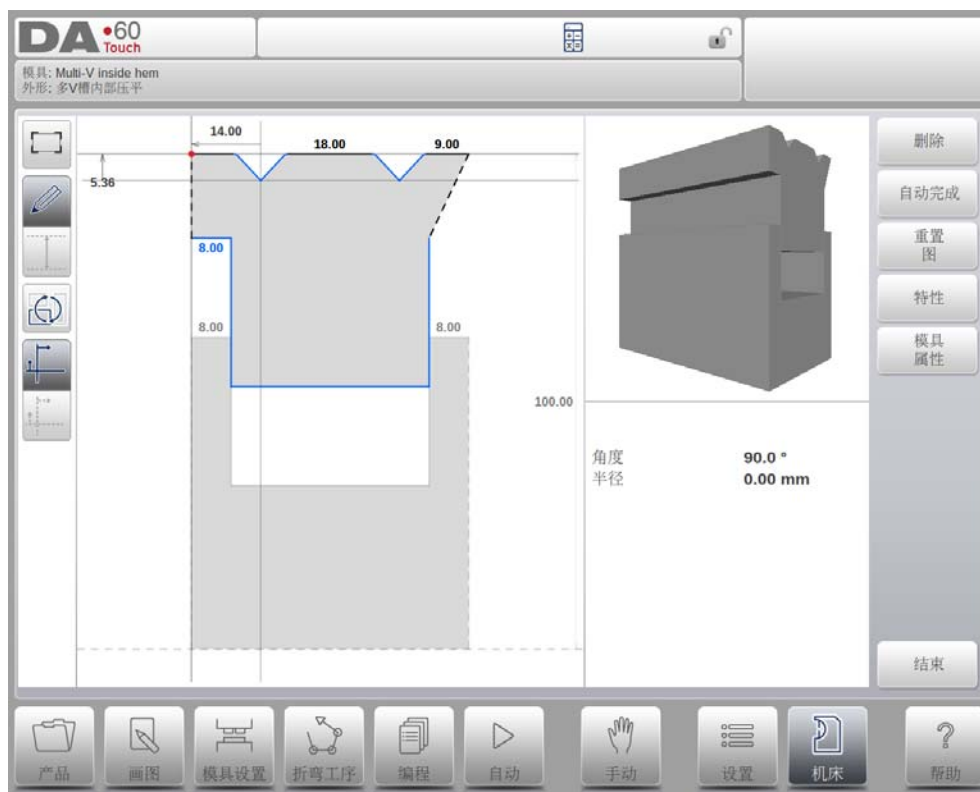 DA•60
Touch
模具: Multi-V inside hem
外形: 多V槽内部压平
14.00
18.00
9.00
5.36
8.00
8.00
8.00
100.00
角度 90.0 °
半径 0.00 mm
删除
自动完成
重置
图
特性
模具
属性
结束
产品
画图
模具设置
折弯工序
编程
自动
手动
设置
机床
帮助